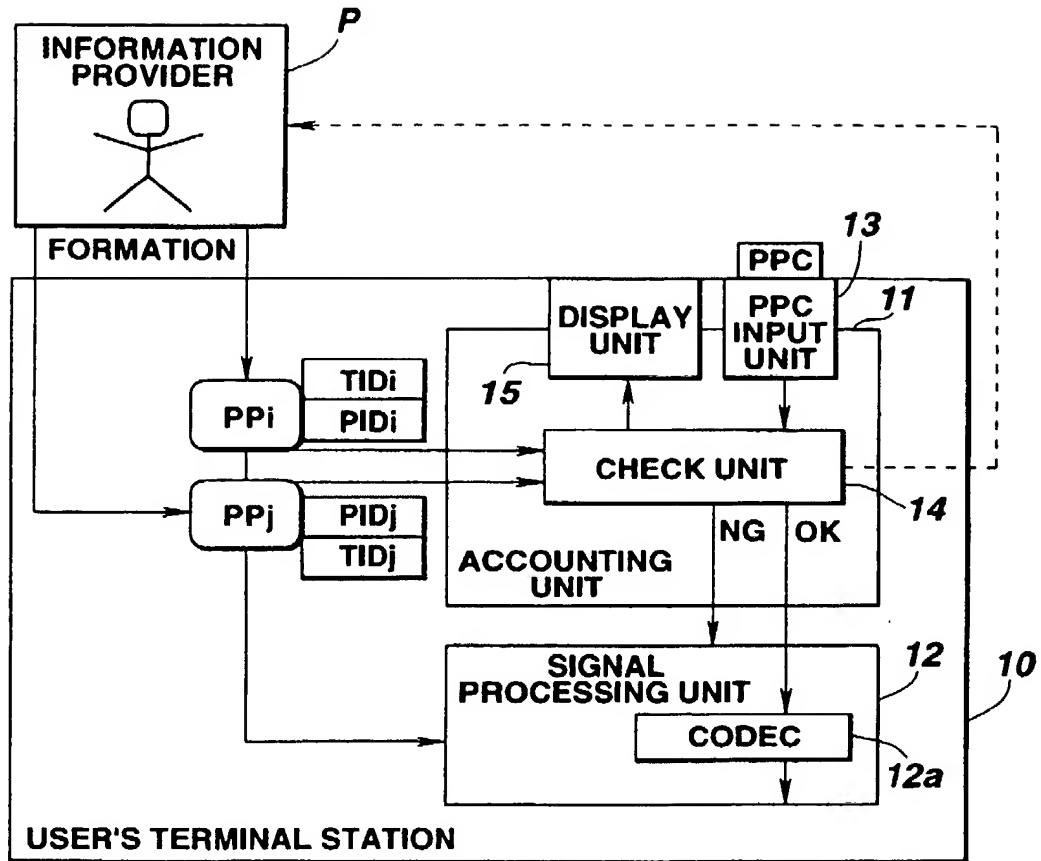 P
INFORMATION
PROVIDER
FORMATION
PPC
13
DISPLAY
UNIT
PPC
INPUT
UNIT
11
15
TIDi
PPi
PIDi
CHECK UNIT
14
PPj
PIDj
TIDj
NG
OK
ACCOUNTING
UNIT
SIGNAL
PROCESSING UNIT
12
10
CODEC
12a
USER'S TERMINAL STATION